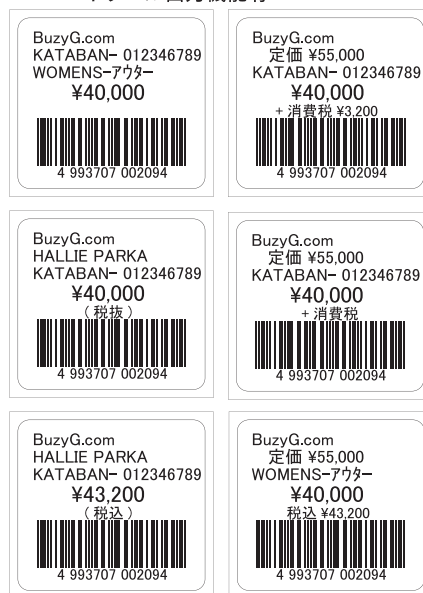 BuzyG.com
KATABAN- 012346789
WOMENS-アウター
¥40,000
4 993707 002094
BuzyG.com
定価 ¥55,000
KATABAN- 012346789
¥40,000
+ 消費税 ¥3,200
4 993707 002094
BuzyG.com
HALLIE PARKA
KATABAN- 012346789
¥40,000
(税抜)
4 993707 002094
BuzyG.com
定価 ¥55,000
KATABAN- 012346789
¥40,000
+ 消費税
4 993707 002094
BuzyG.com
HALLIE PARKA
KATABAN- 012346789
¥43,200
(税込)
4 993707 002094
BuzyG.com
定価 ¥55,000
WOMENS-アウター
¥40,000
税込 ¥43,200
4 993707 002094